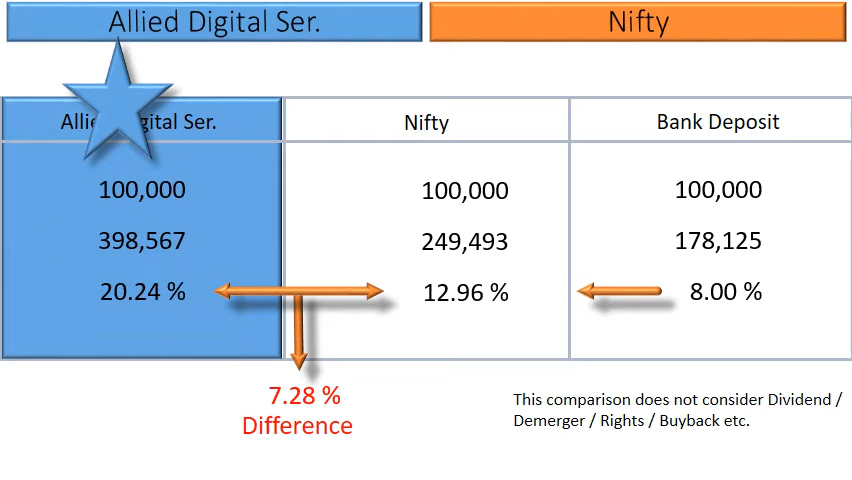 Allied Digital Ser.
Nifty
Allied Digital Ser.
Nifty
Bank Deposit
100,000
100,000
100,000
398,567
249,493
178,125
20.24 %
12.96 %
8.00 %
7.28 %
Difference
This comparison does not consider Dividend /
Demerger / Rights / Buyback etc.